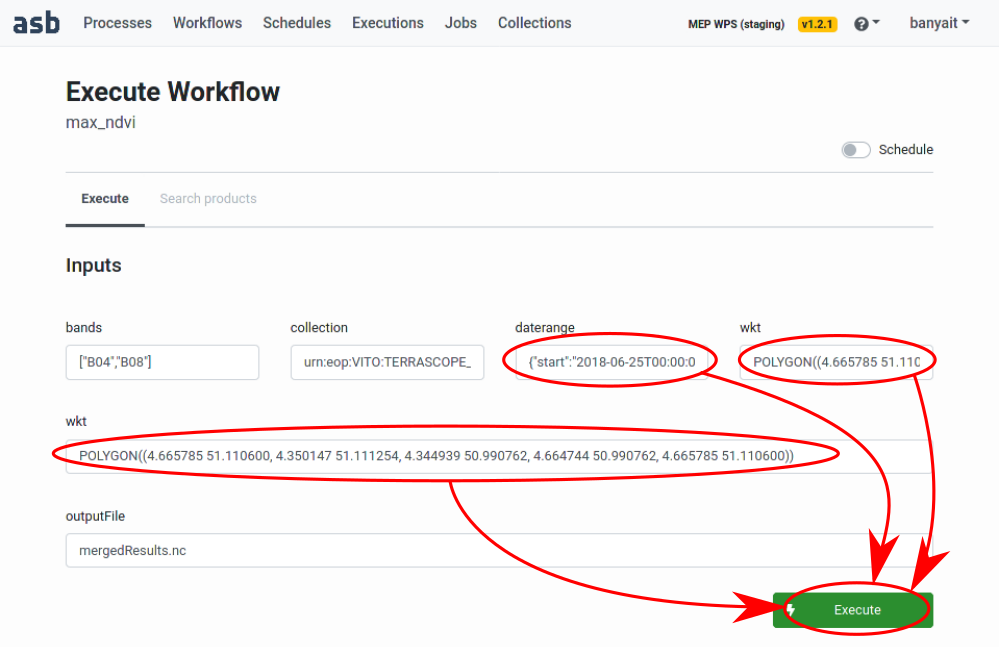 asb Processes Workflows Schedules Executions Jobs Collections MEP WPS (staging) v1.2.1 ? banyait
Execute Workflow
max_ndvi
Schedule
Execute Search products
Inputs
bands collection daterange wkt
["B04","B08"] urn:eop:VITO:TERRASCOPE_ {"start":"2018-06-25T00:00:0 POLYGON((4.665785 51.110
wkt
POLYGON((4.665785 51.110600, 4.350147 51.111254, 4.344939 50.990762, 4.664744 50.990762, 4.665785 51.110600))
outputFile
mergedResults.nc
Execute